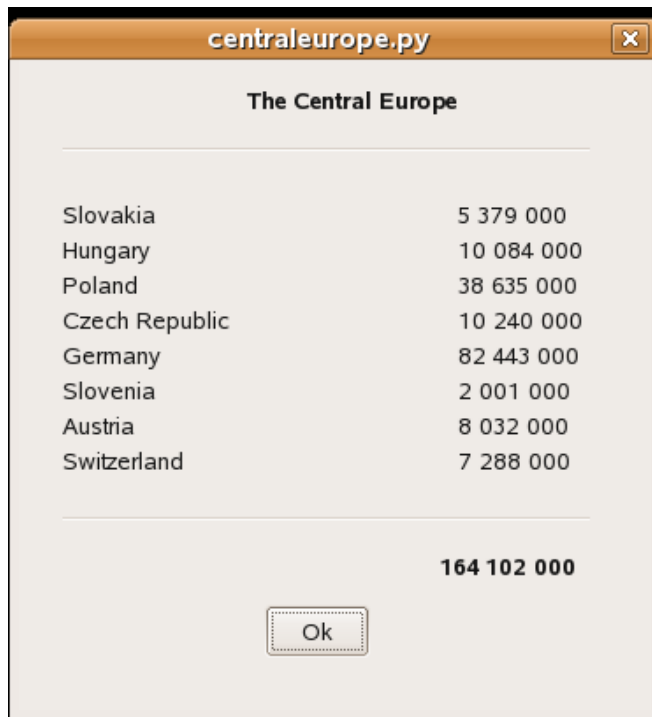 centraleurope.py
The Central Europe
Slovakia 5 379 000
Hungary 10 084 000
Poland 38 635 000
Czech Republic 10 240 000
Germany 82 443 000
Slovenia 2 001 000
Austria 8 032 000
Switzerland 7 288 000
164 102 000
Ok